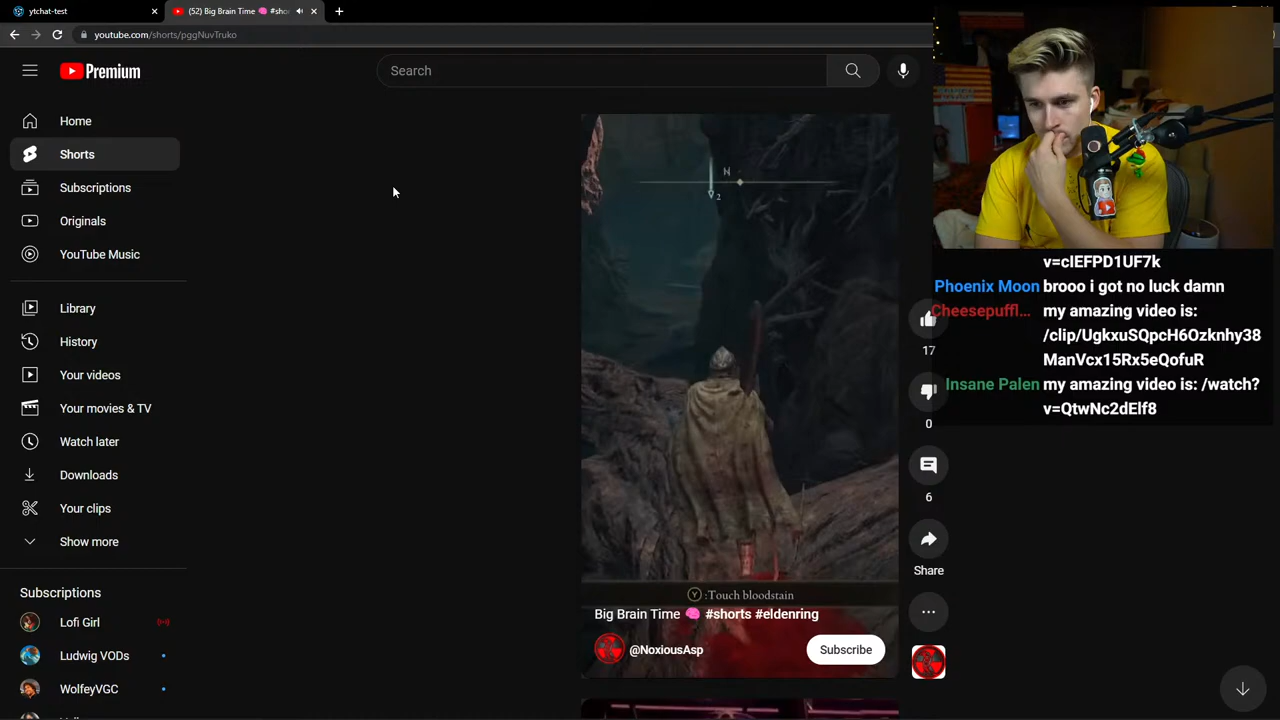 ytchat-test
(52) Big Brain Time 🧠 #shor
youtube.com/shorts/pggNuvTruko
Premium
Search
Home
Shorts
Subscriptions
Originals
YouTube Music
Library
History
Your videos
Your movies & TV
Watch later
Downloads
Your clips
Show more
Subscriptions
Lofi Girl
Ludwig VODs
WolfeyVGC
N
2
Y :Touch bloodstain
Big Brain Time 🧠 #shorts #eldenring
@NoxiousAsp
Subscribe
17
0
6
Share
v=cIEFPD1UF7k
Phoenix Moon brooo i got no luck damn
Cheesepuffl... my amazing video is:
/clip/UgkxuSQpcH6Ozknhy38
ManVcx15Rx5eQofuR
Insane Palen my amazing video is: /watch?
v=QtwNc2dElf8